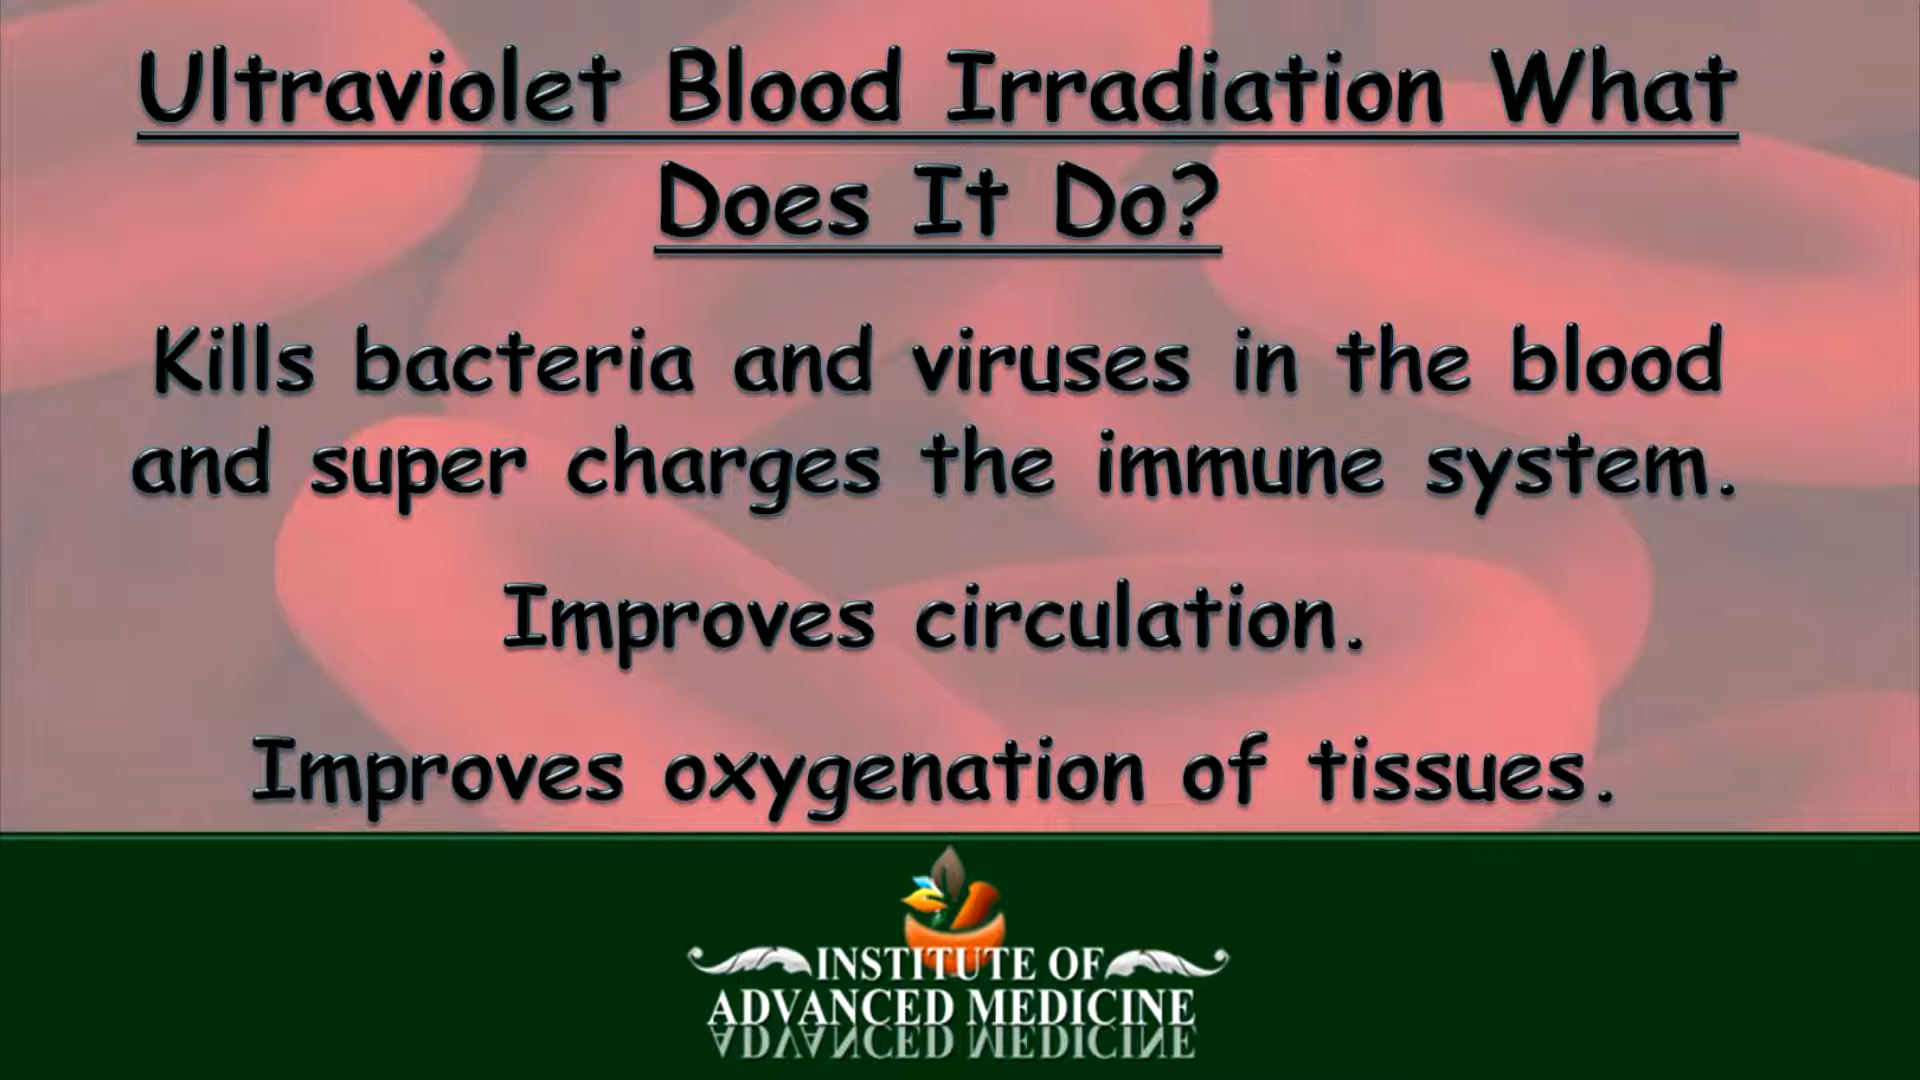 Ultraviolet Blood Irradiation What
Does It Do?
Kills bacteria and viruses in the blood
and super charges the immune system.
Improves circulation.
Improves oxygenation of tissues.
INSTITUTE OF
ADVANCED MEDICINE